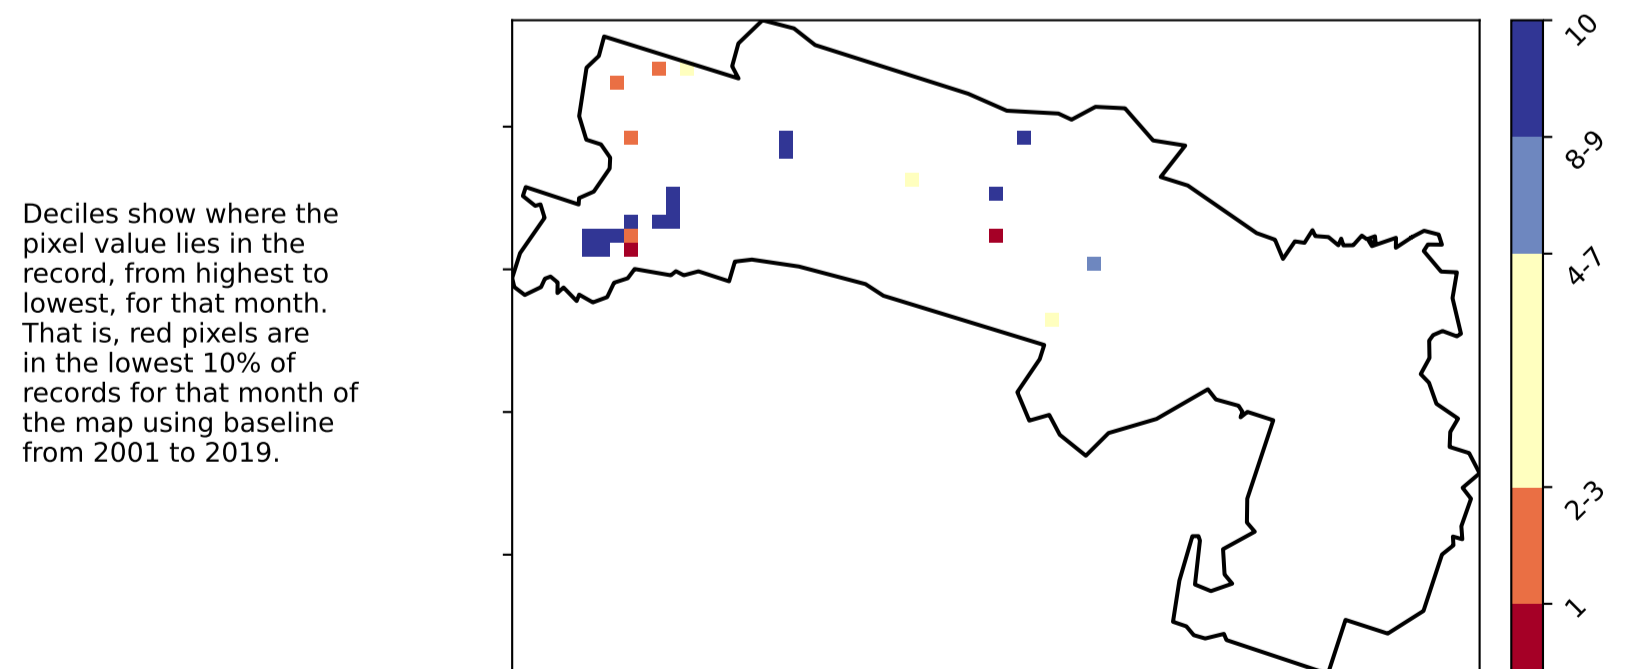 Deciles show where the
pixel value lies in the
record, from highest to
lowest, for that month.
That is, red pixels are
in the lowest 10% of
records for that month of
the map using baseline
from 2001 to 2019.
10
8-9
4-7
2-3
1